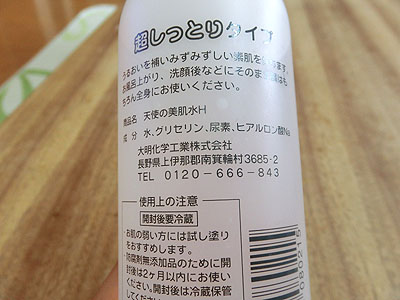 超しっとりタイプ
うるおいを補いみずみずしい素肌を
お風呂上がり、洗顔後などにそのまま
ちろん全身にお使いください。
商品名 天使の美肌水H
成分 水、グリセリン、尿素、ヒアルロン酸Na
大明化学工業株式会社
長野県上伊那郡南箕輪村3685-2
TEL 0120-666-843
使用上の注意
開封後要冷蔵
お肌の弱い方には試し塗り
をおすすめします。
防腐剤無添加品のために開
封後は2ヶ月以内にお使い
ください。開封後は冷蔵保管
080215